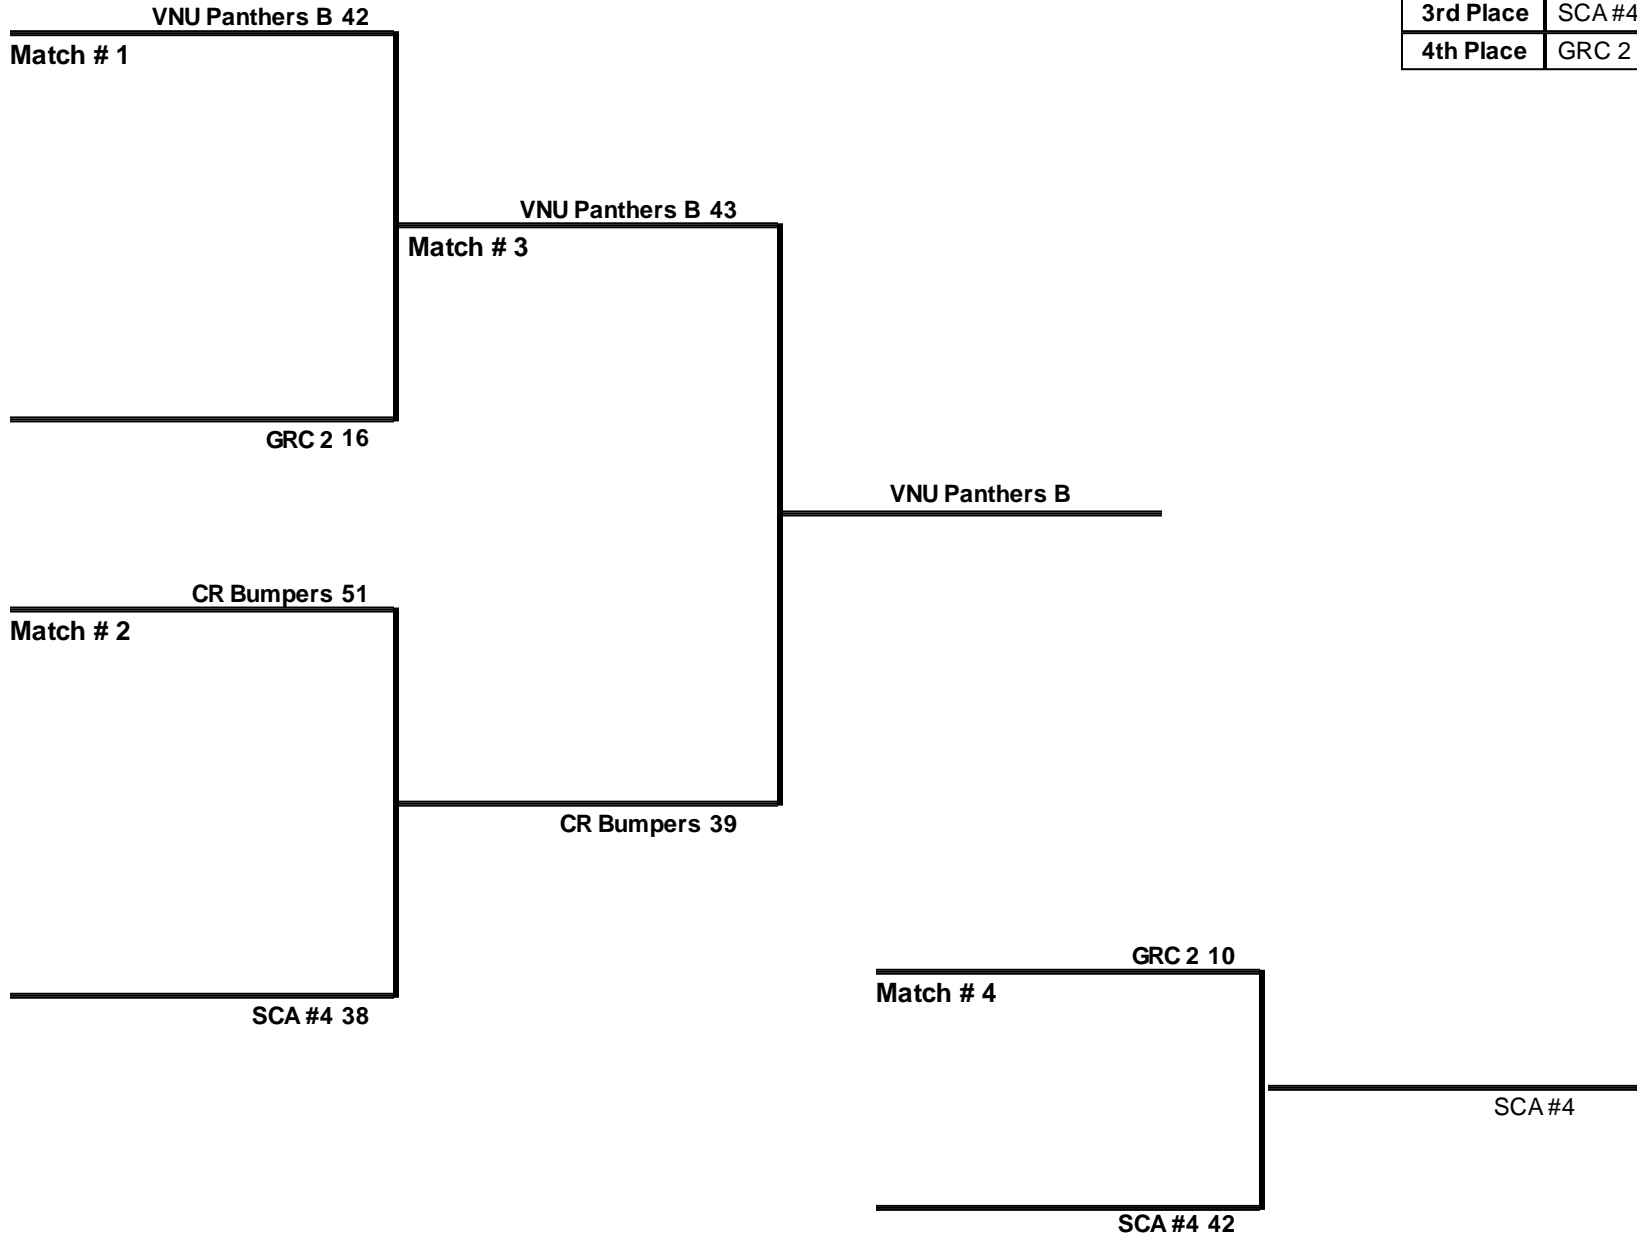 VNU Panthers B 42
3rd Place SCA #4
Match # 1
4th Place GRC 2
VNU Panthers B 43
Match # 3
GRC 2 16
VNU Panthers B
CR Bumpers 51
Match # 2
CR Bumpers 39
GRC 2 10
Match # 4
SCA #4 38
SCA #4
SCA #4 42